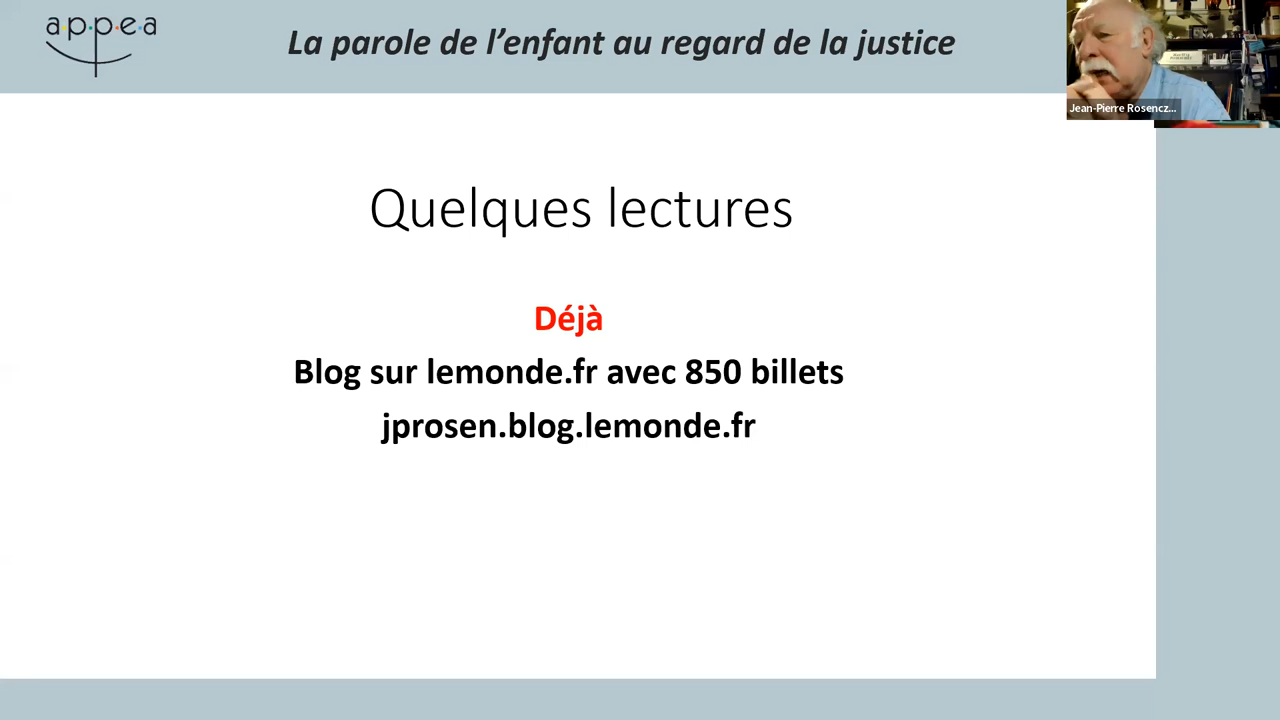 a·p·p·e·a
La parole de l’enfant au regard de la justice
Jean-Pierre Rosencz...
Quelques lectures
Déjà
Blog sur lemonde.fr avec 850 billets
jprosen.blog.lemonde.fr